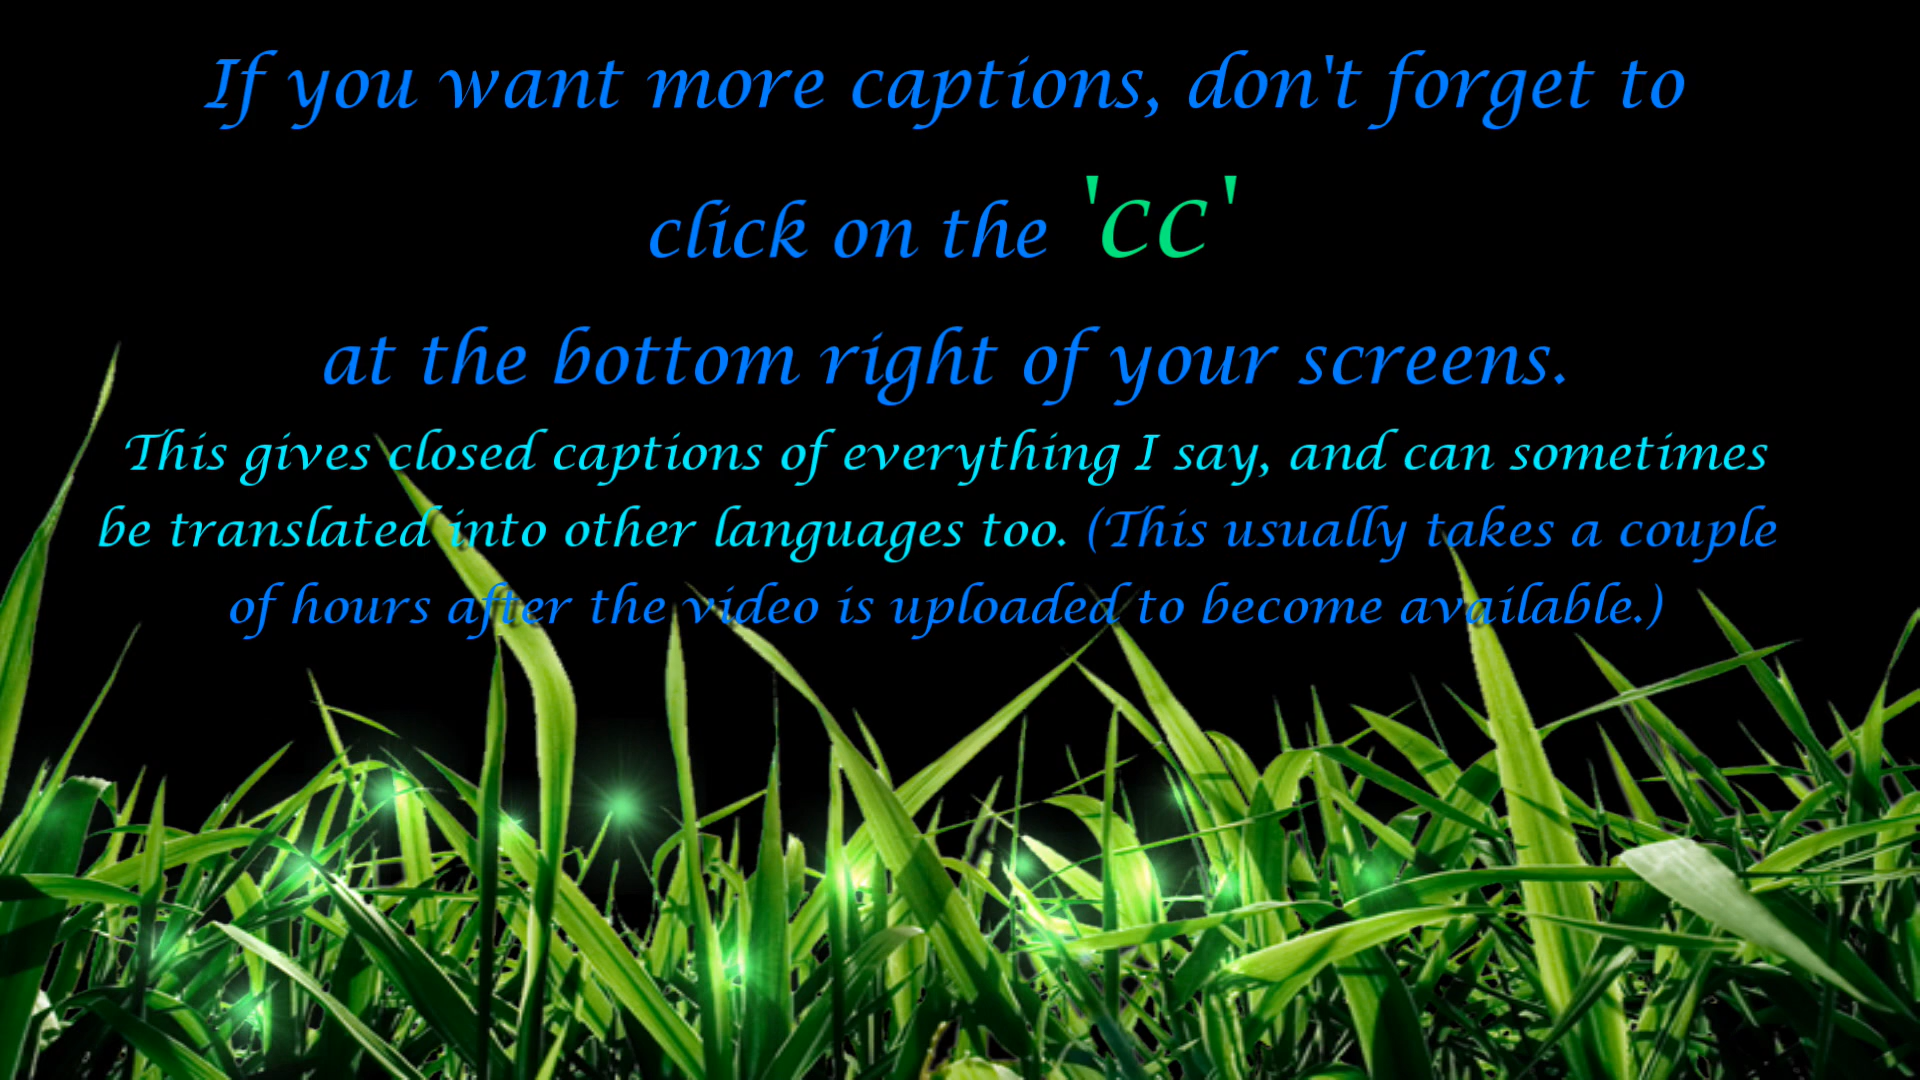 If you want more captions, don't forget to
click on the 'cc'
at the bottom right of your screens.
This gives closed captions of everything I say, and can sometimes
be translated into other languages too. (This usually takes a couple
of hours after the video is uploaded to become available.)